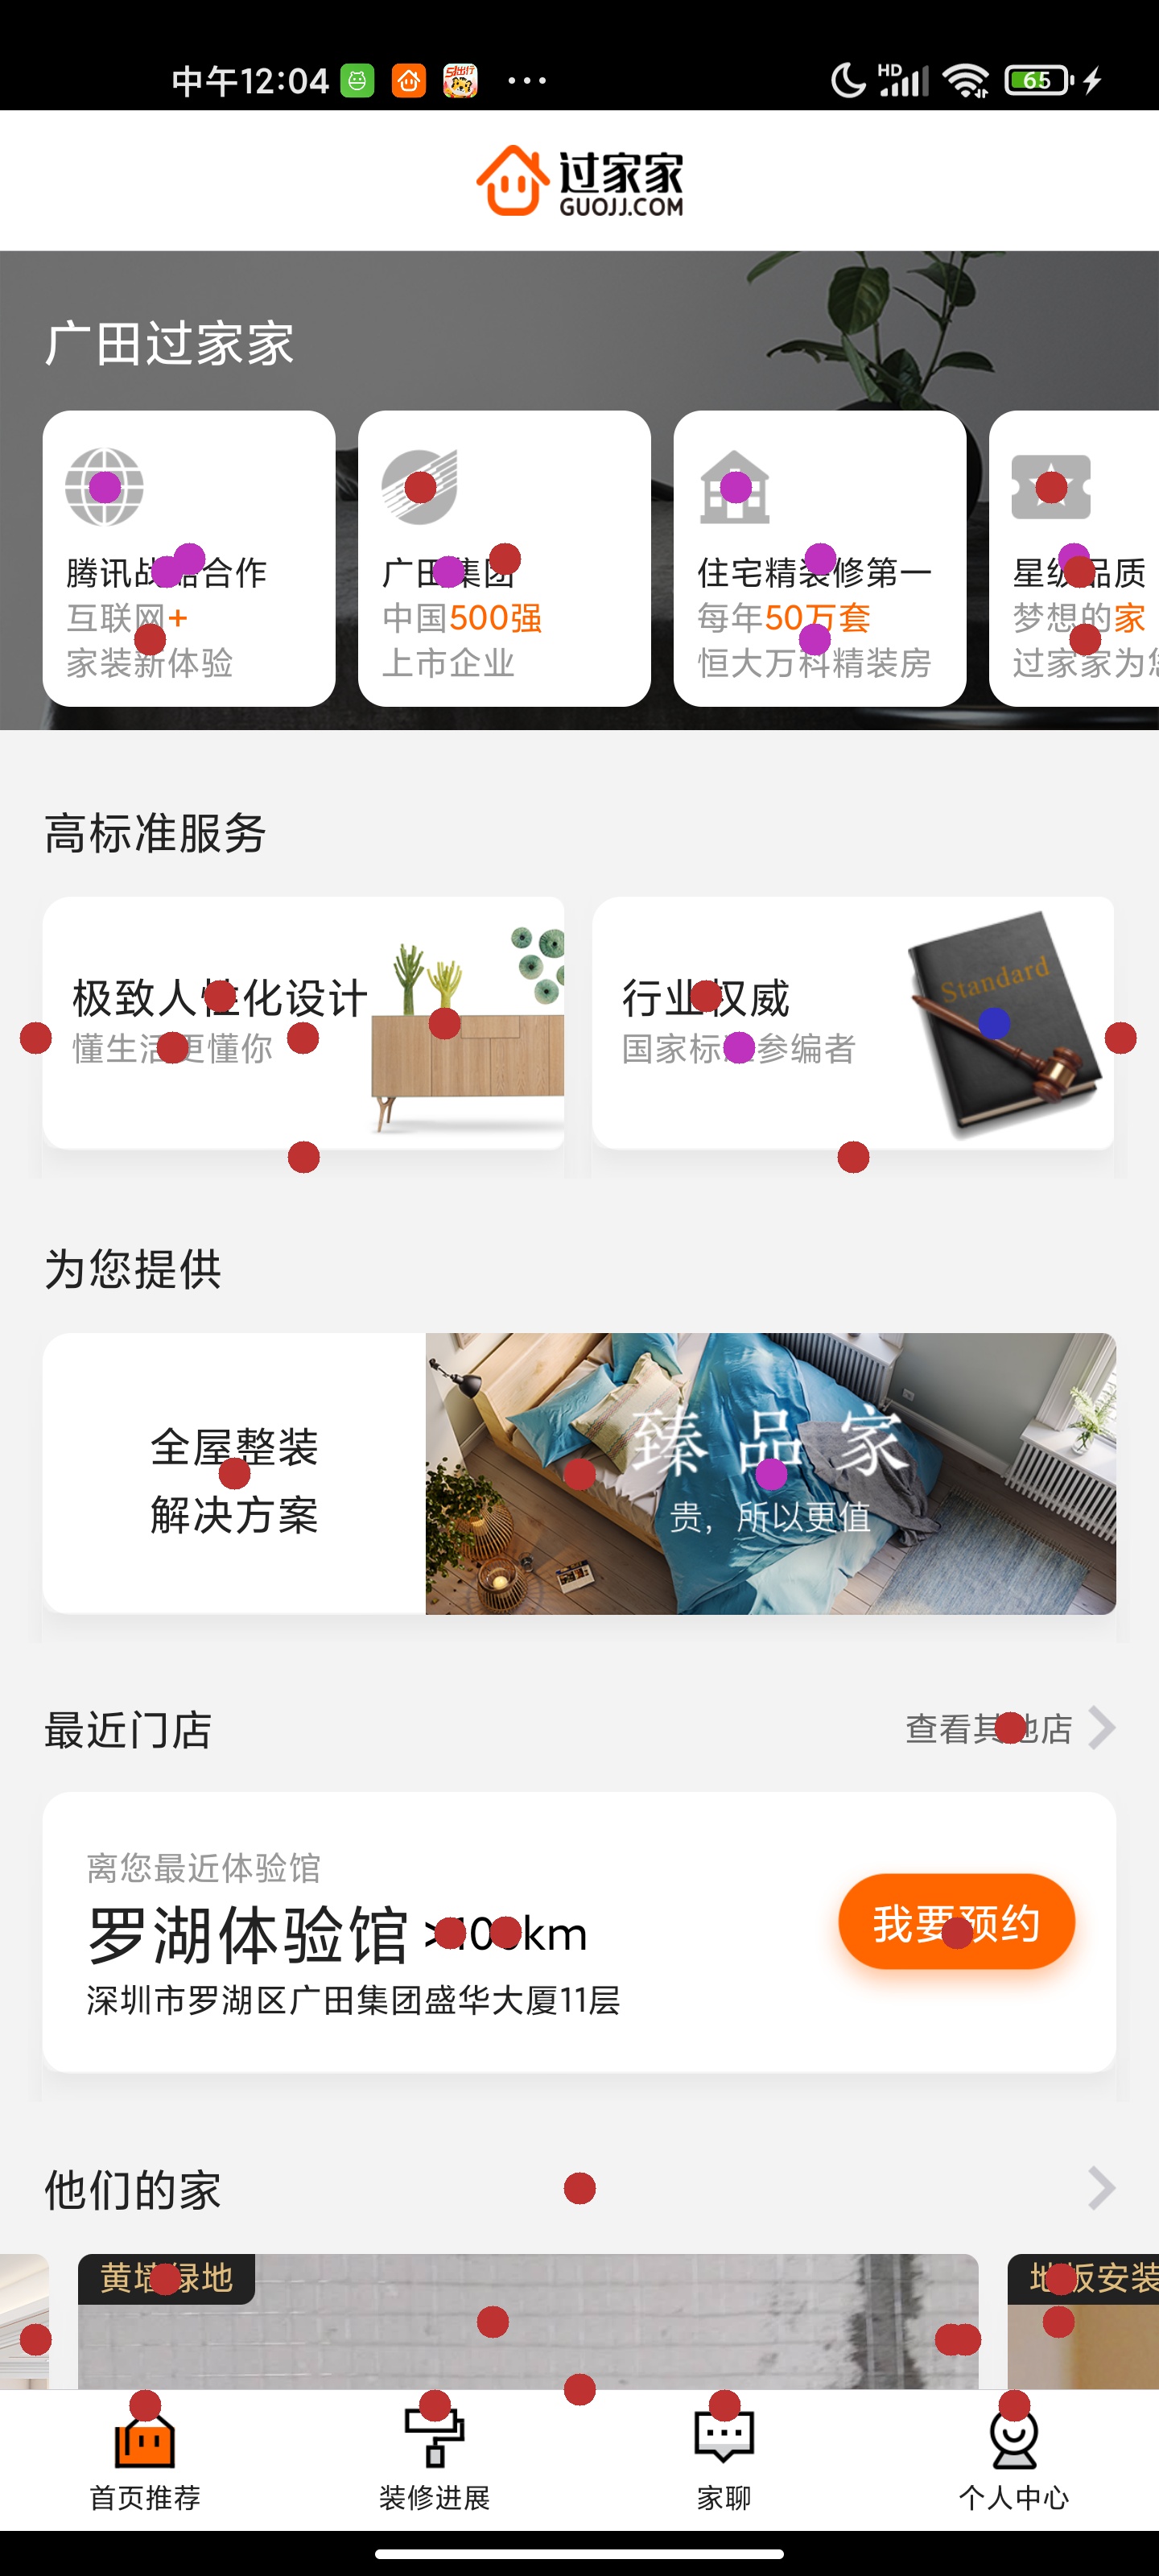 中午12:04
HD
65
过家家
GUOJJ.COM
广田过家家
腾讯战略合作
互联网+
家装新体验
广田集团
中国500强
上市企业
住宅精装修第一
每年50万套
恒大万科精装房
星级品质
梦想的家
过家家为您
高标准服务
极致人性化设计
懂生活更懂你
行业权威
国家标准参编者
Standard
为您提供
全屋整装
解决方案
臻品家
贵，所以更值
最近门店
查看其他店
离您最近体验馆
罗湖体验馆 >100km
深圳市罗湖区广田集团盛华大厦11层
我要预约
他们的家
黄墙绿地
地板安装
首页推荐
装修进展
家聊
个人中心